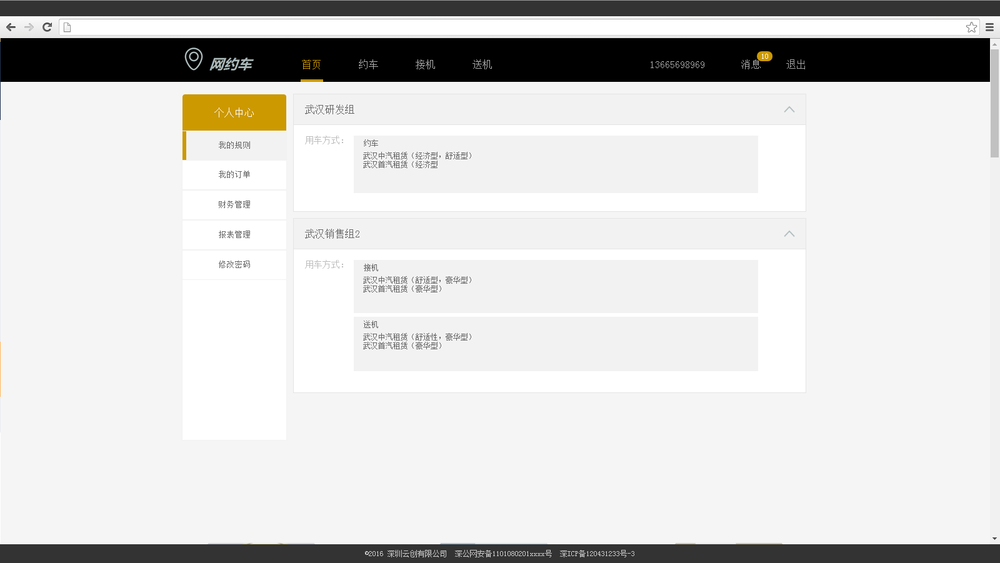 网约车
首页 约车 接机 送机 13665698969 消息 10 退出
个人中心
我的规则
我的订单
财务管理
报表管理
修改密码
武汉研发组
用车方式：
约车
武汉中汽租赁（经济型，舒适型）
武汉首汽租赁（经济型
武汉销售组2
用车方式：
接机
武汉中汽租赁（舒适型，豪华型）
武汉首汽租赁（豪华型）
送机
武汉中汽租赁（舒适性，豪华型）
武汉首汽租赁（豪华型）
©2016 深圳云创有限公司 深公网安备1101080201xxxx号 深ICP备120431233号-3